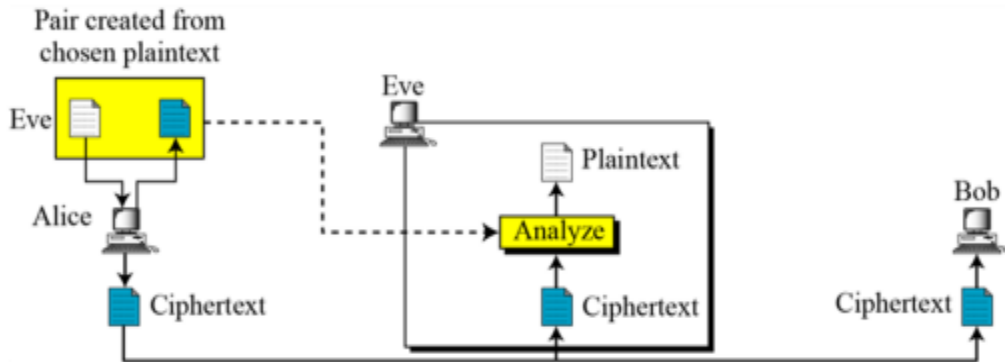 Pair created from
chosen plaintext
Eve
Eve
Plaintext
Alice
Bob
Analyze
Ciphertext
Ciphertext
Ciphertext